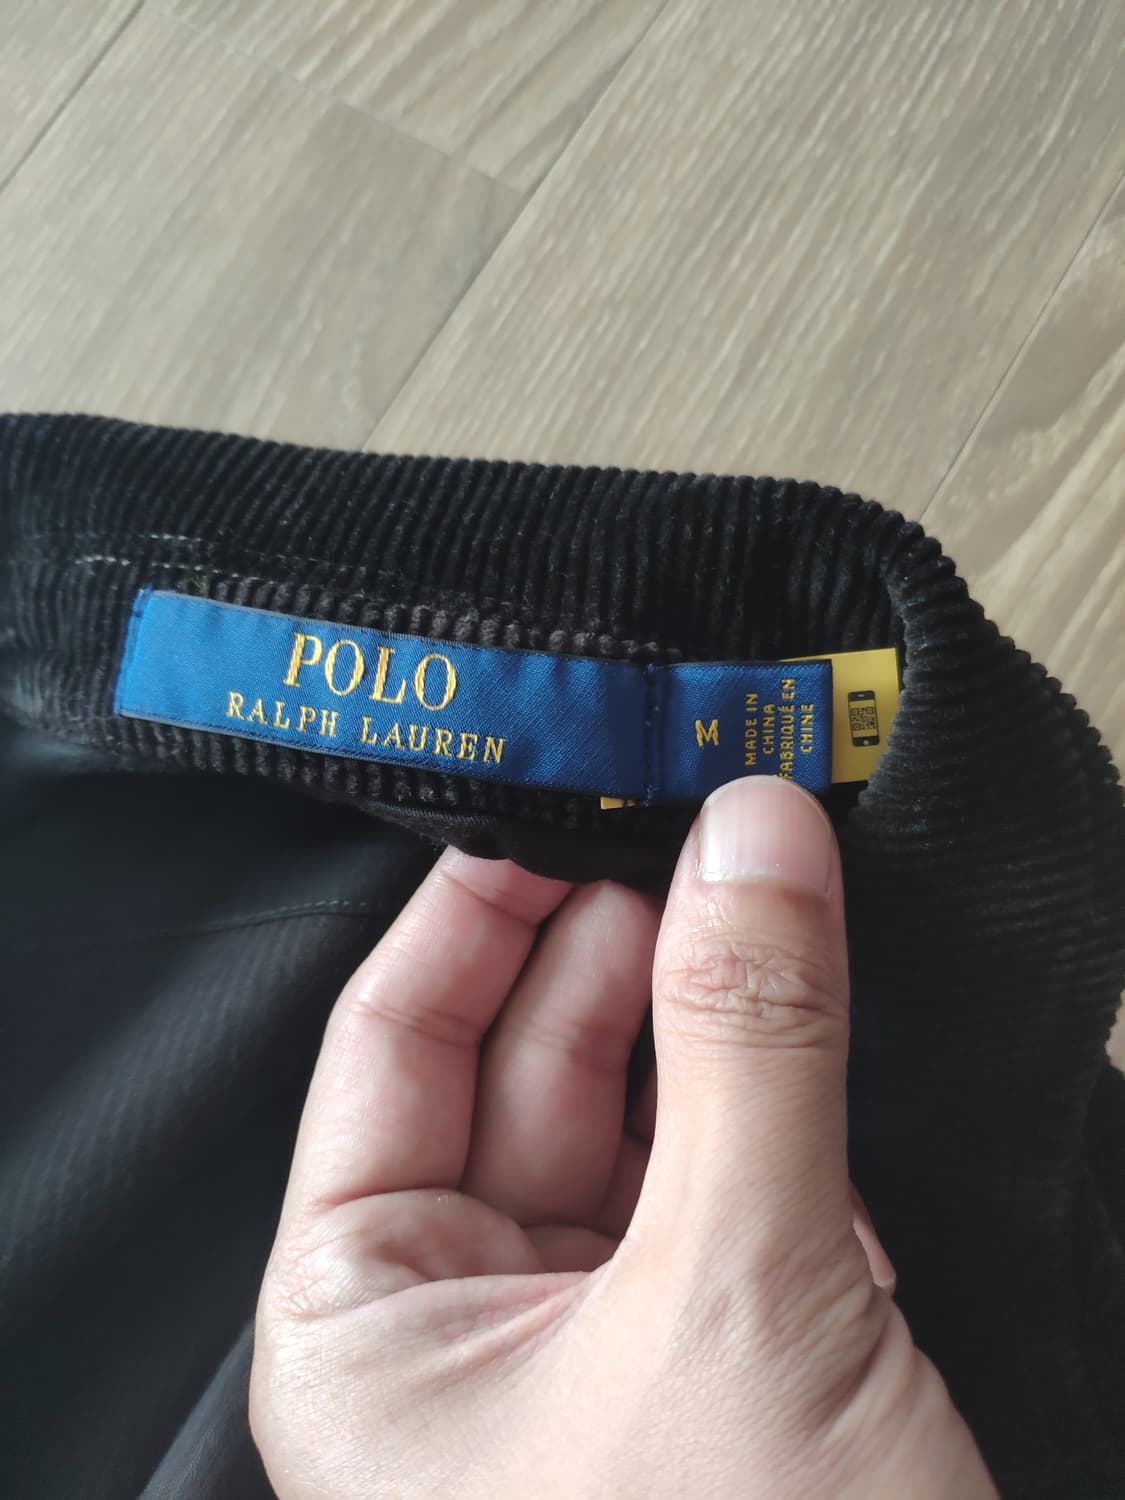 POLO
RALPH LAUREN
M
MADE IN
CHINA
FABRIQUÉ EN
CHINE